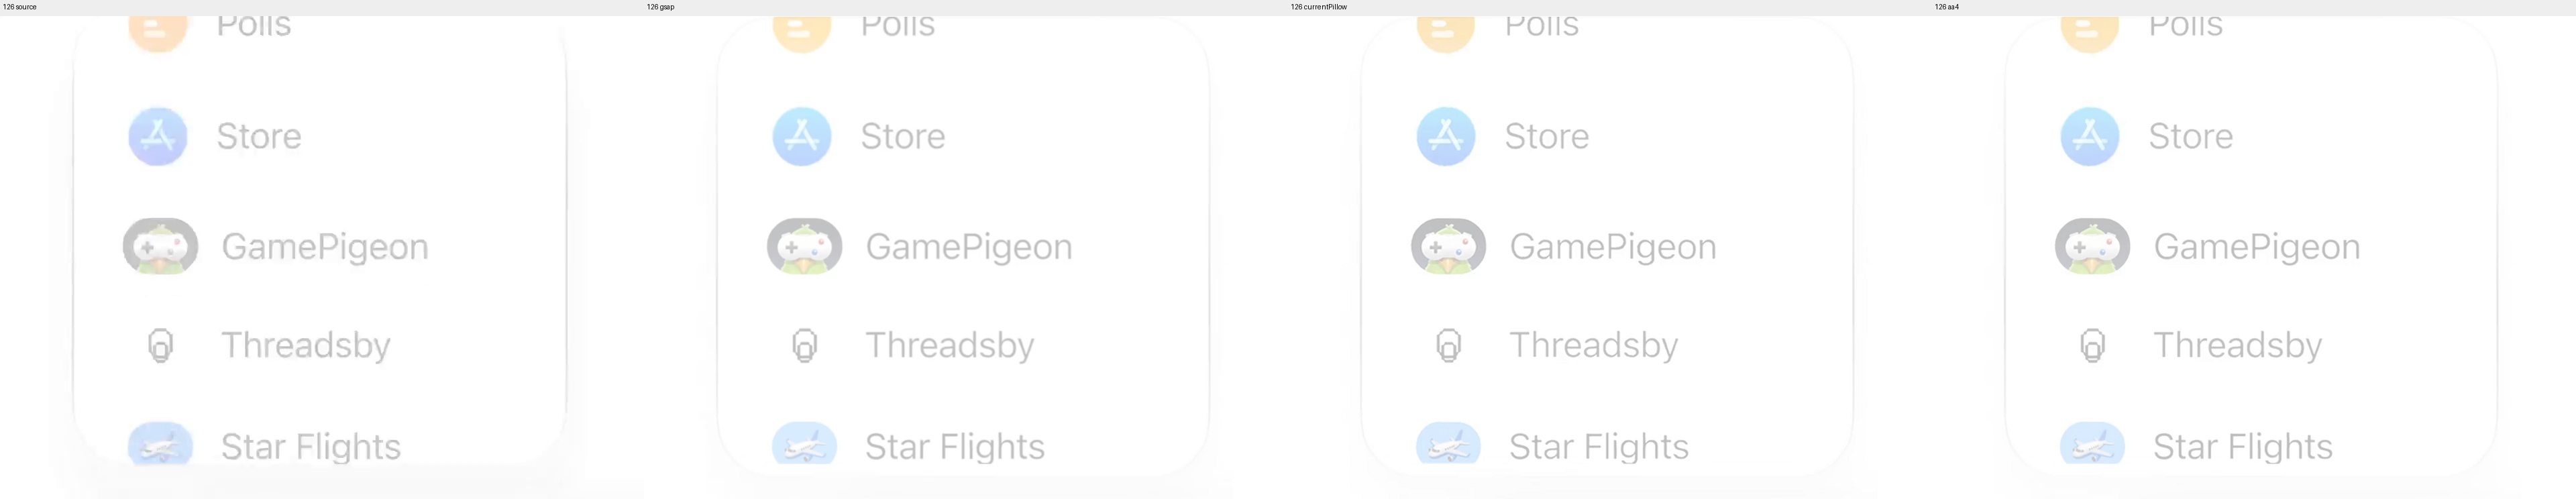 126 source
Polls
Store
GamePigeon
Threadsby
Star Flights
126 gsap
Polls
Store
GamePigeon
Threadsby
Star Flights
126 currentPillow
Polls
Store
GamePigeon
Threadsby
Star Flights
126 aa4
Polls
Store
GamePigeon
Threadsby
Star Flights